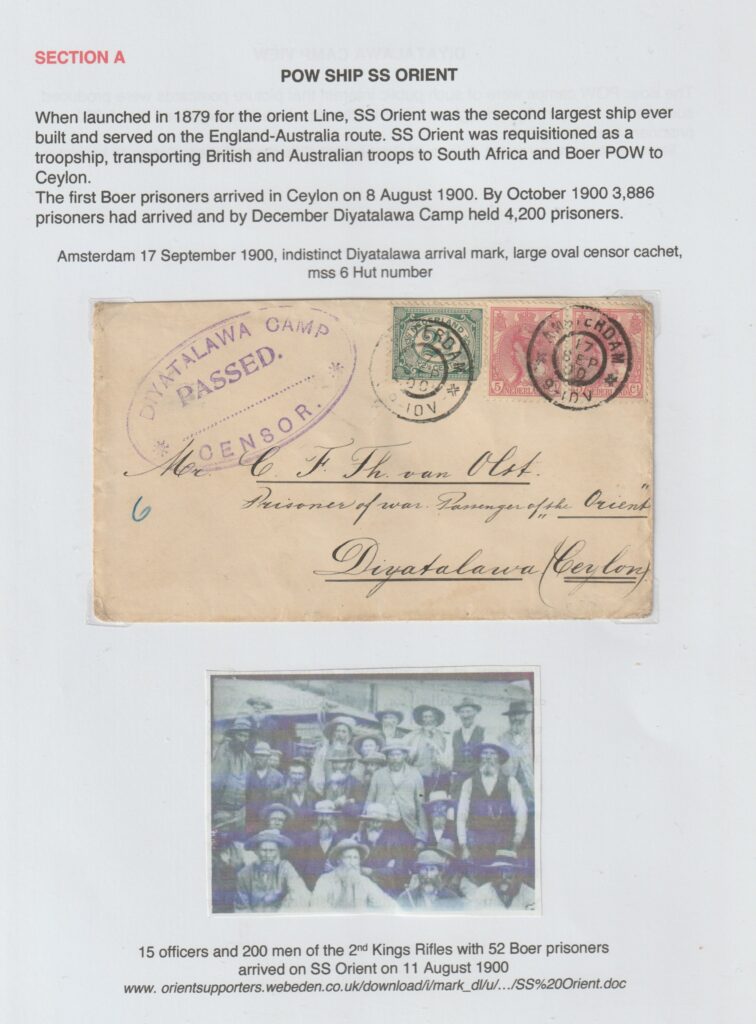 SECTION A
POW SHIP SS ORIENT
When launched in 1879 for the orient Line, SS Orient was the second largest ship ever
built and served on the England-Australia route. SS Orient was requisitioned as a
troopship, transporting British and Australian troops to South Africa and Boer POW to
Ceylon.
The first Boer prisoners arrived in Ceylon on 8 August 1900. By October 1900 3,886
prisoners had arrived and by December Diyatalawa Camp held 4,200 prisoners.
Amsterdam 17 September 1900, indistinct Diyatalawa arrival mark, large oval censor cachet,
mss 6 Hut number
DIYATALAWA CAMP
PASSED.
CENSOR.
NEDERLAND
AMSTERDAM
17
SEP
00
9-10V
5
NEDERLAND
Ct
Mr. C. F. Th. van Olst.
6
Prisoner of war. Passenger of the "Orient"
Diyatalawa (Ceylon)
15 officers and 200 men of the 2nd Kings Rifles with 52 Boer prisoners
arrived on SS Orient on 11 August 1900
www. orientsupporters.webeden.co.uk/download/i/mark_dl/u/.../SS%20Orient.doc